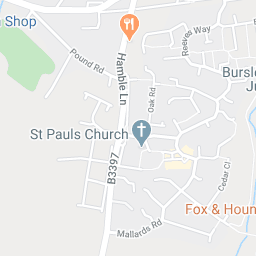 Shop
Reeves Way
Pound Rd
Hamble Ln
Bursle
Ju
Oak Rd
St Pauls Church
B3397
Cedar Cl
Fox & Houn
Mallards Rd